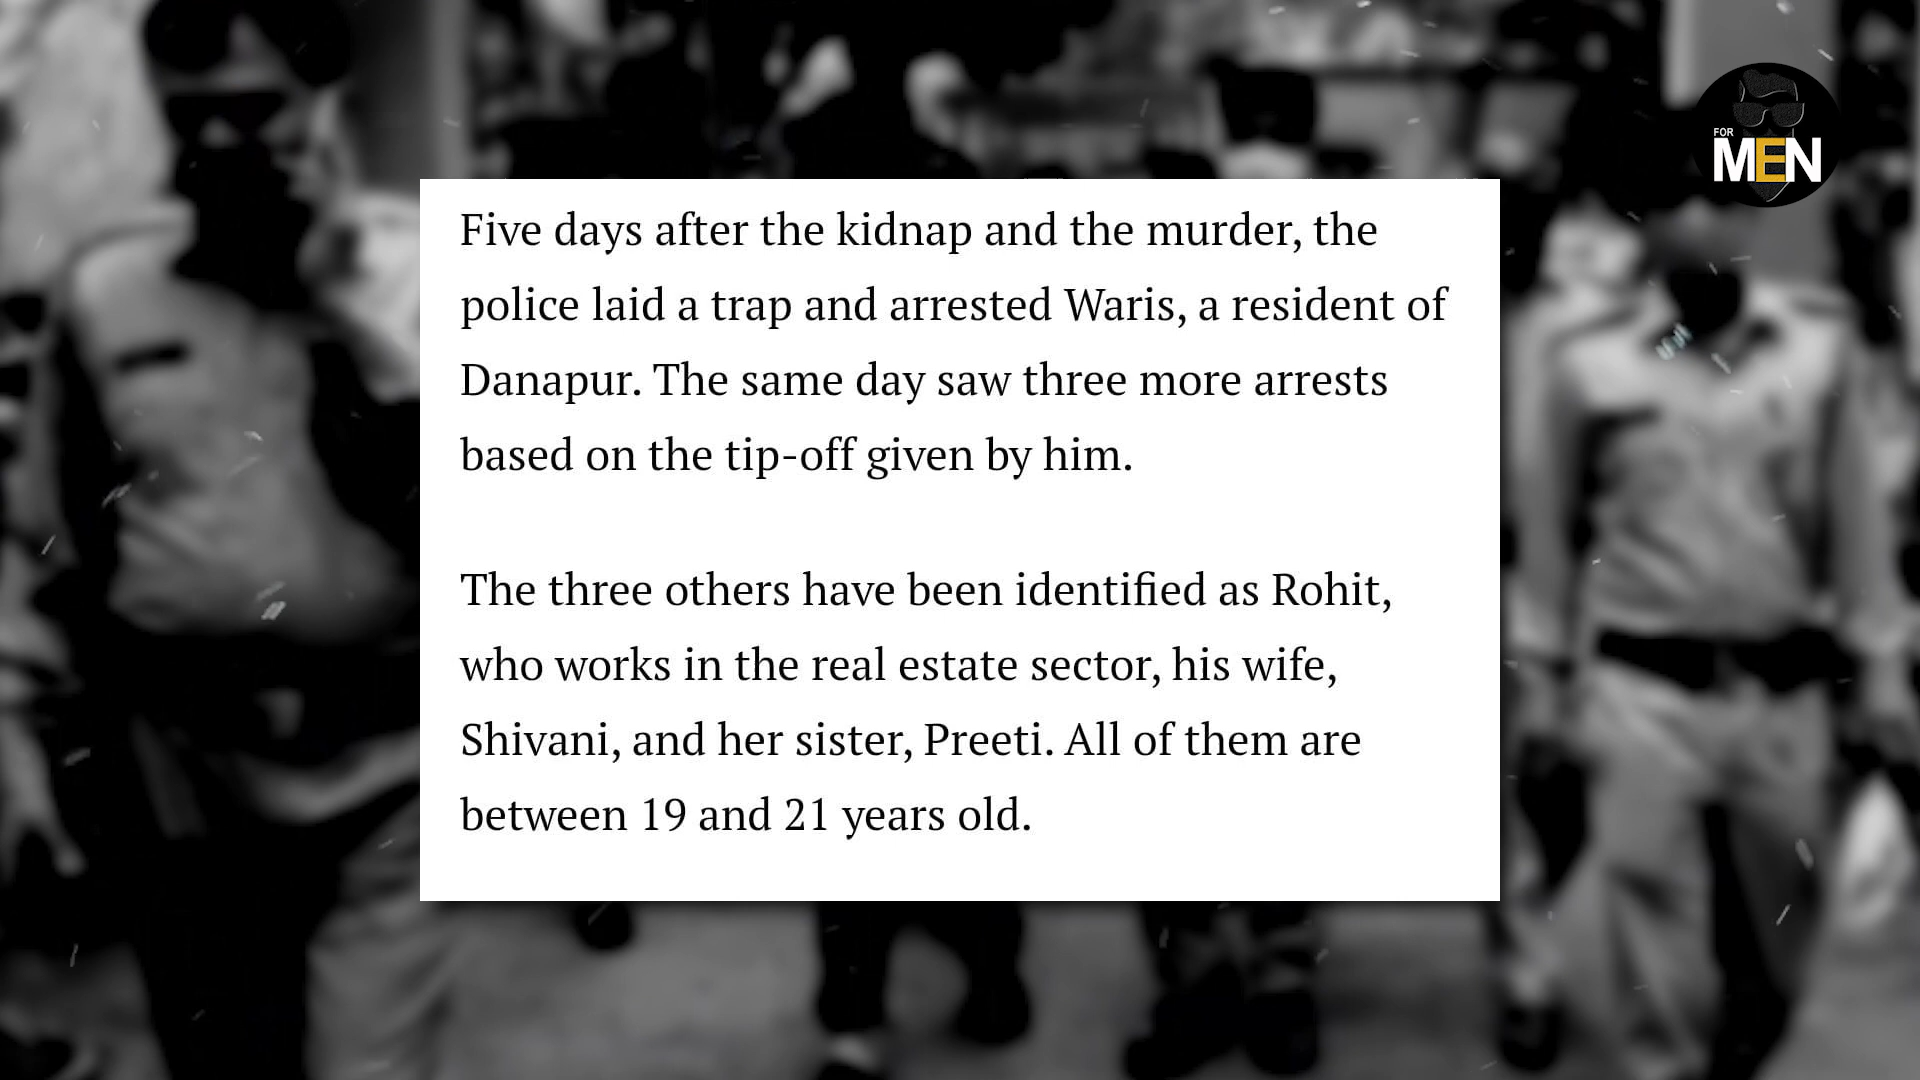 FOR
MEN
Five days after the kidnap and the murder, the
police laid a trap and arrested Waris, a resident of
Danapur. The same day saw three more arrests
based on the tip-off given by him.
The three others have been identified as Rohit,
who works in the real estate sector, his wife,
Shivani, and her sister, Preeti. All of them are
between 19 and 21 years old.